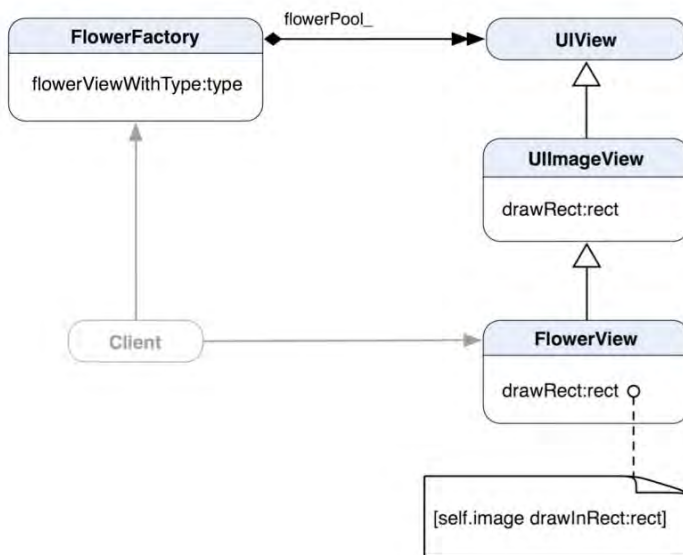 flowerPool_
FlowerFactory
UIView
flowerViewWithType:type
UIImageView
drawRect:rect
Client
FlowerView
drawRect:rect
[self.image drawInRect:rect]